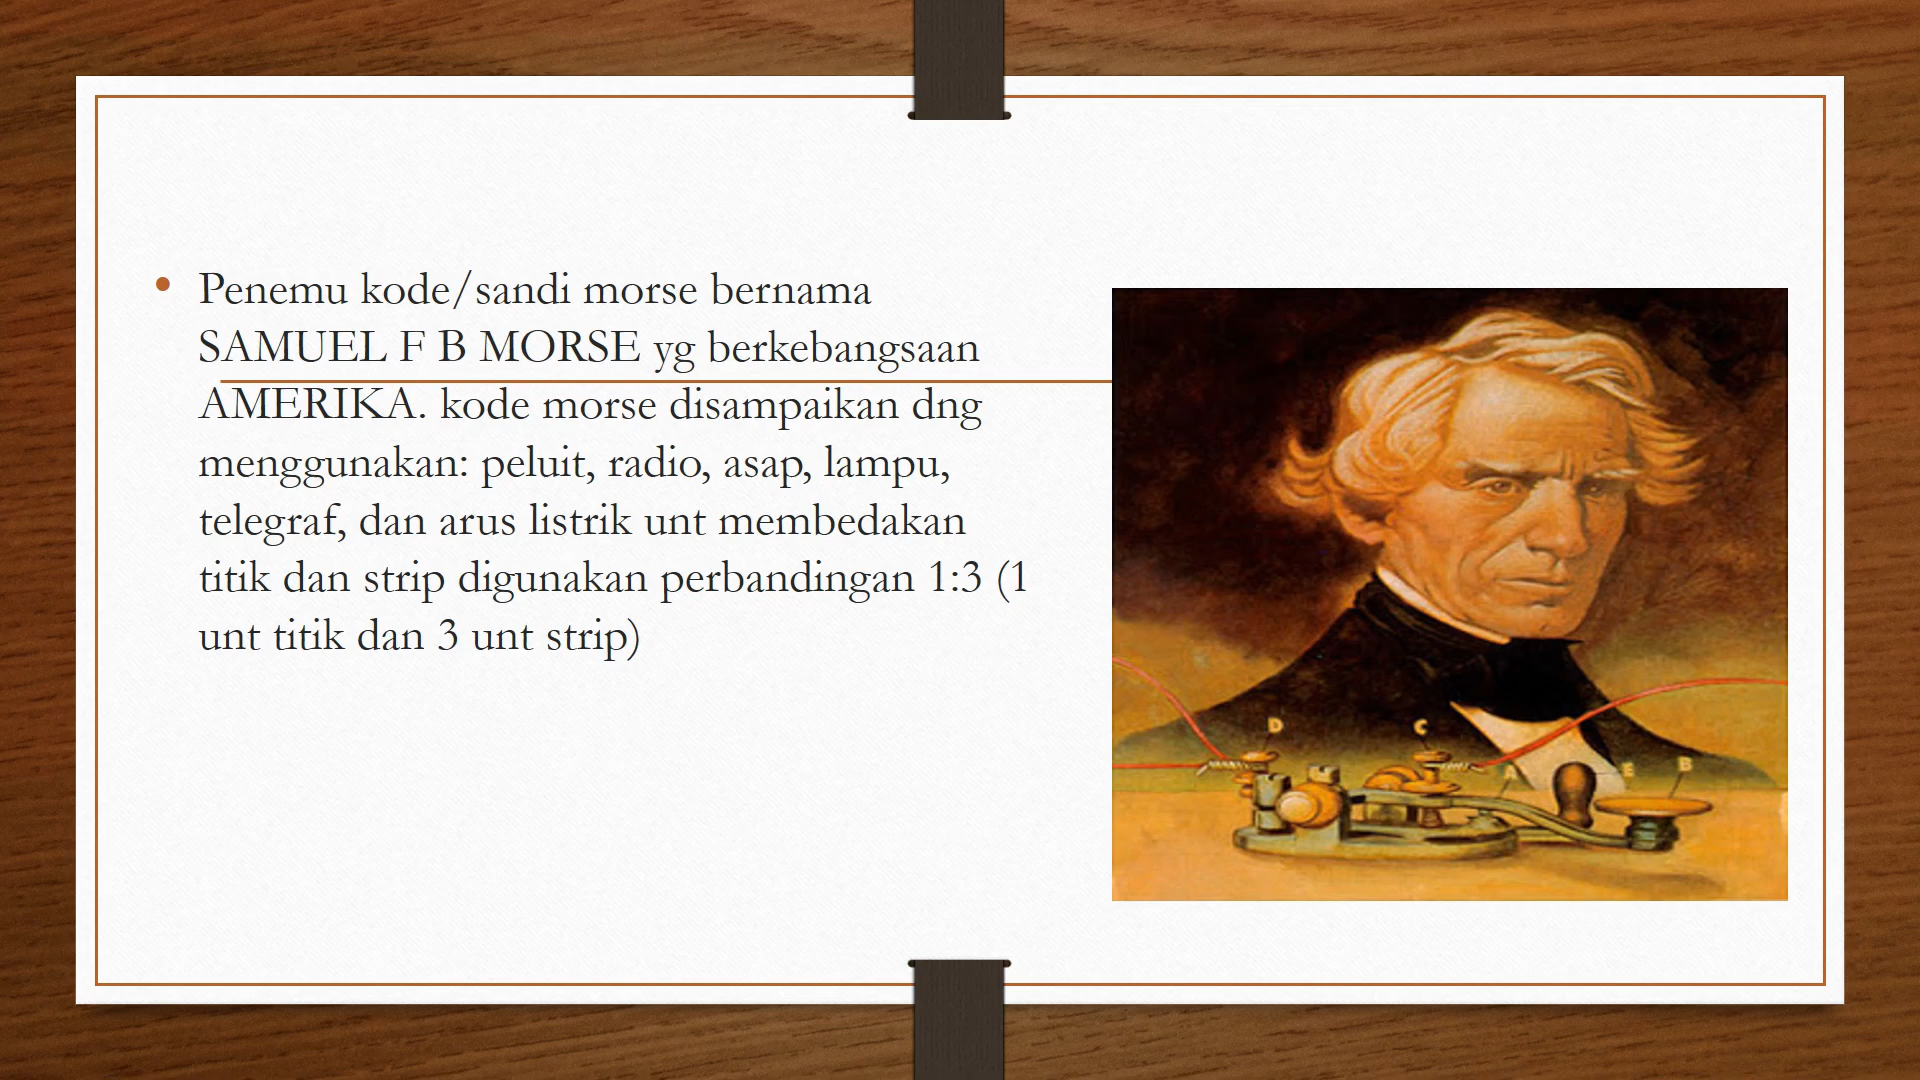 Penemu kode/sandi morse bernama
SAMUEL F B MORSE yg berkebangsaan
AMERIKA. kode morse disampaikan dng
menggunakan: peluit, radio, asap, lampu,
telegraf, dan arus listrik unt membedakan
titik dan strip digunakan perbandingan 1:3 (1
unt titik dan 3 unt strip)
D
C
A
E
B